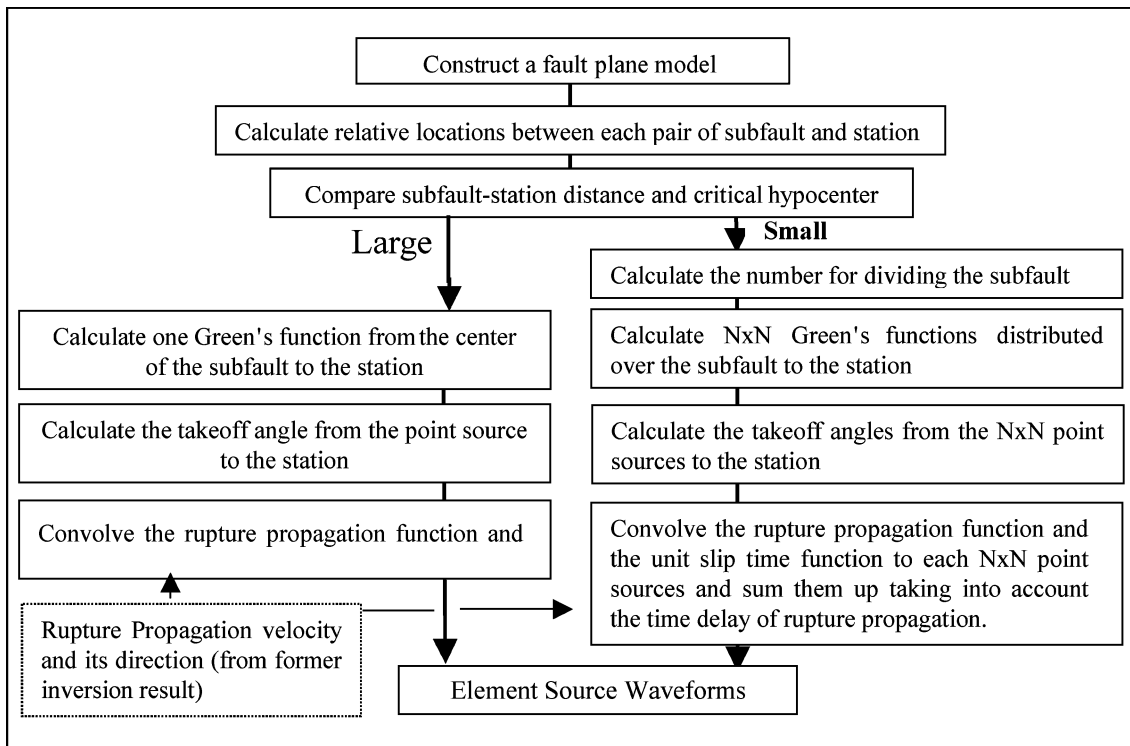 Construct a fault plane model
Calculate relative locations between each pair of subfault and station
Compare subfault-station distance and critical hypocenter
Large
Small
Calculate one Green's function from the center
of the subfault to the station
Calculate the takeoff angle from the point source
to the station
Convolve the rupture propagation function and
Rupture Propagation velocity
and its direction (from former
inversion result)
Calculate the number for dividing the subfault
Calculate NxN Green's functions distributed
over the subfault to the station
Calculate the takeoff angles from the NxN point
sources to the station
Convolve the rupture propagation function and
the unit slip time function to each NxN point
sources and sum them up taking into account
the time delay of rupture propagation.
Element Source Waveforms